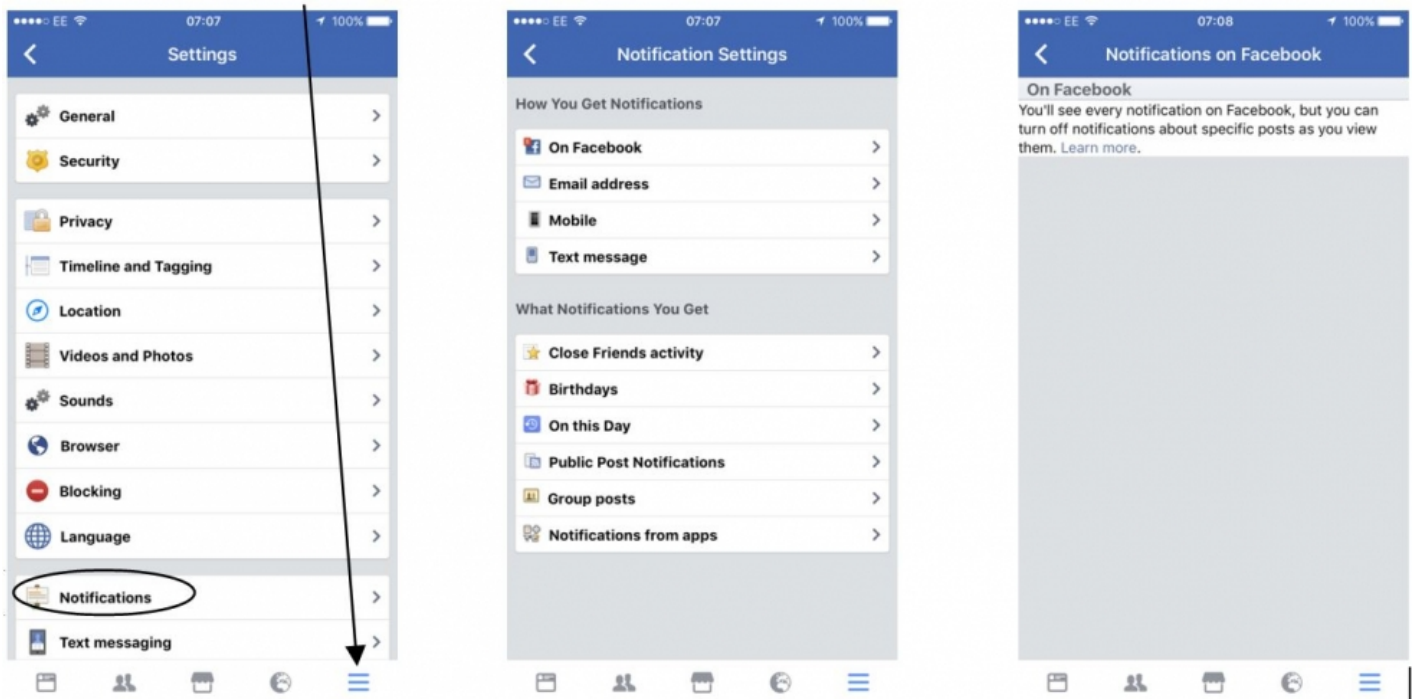 EE 07:07 100%
Settings
General
Security
Privacy
Timeline and Tagging
Location
Videos and Photos
Sounds
Browser
Blocking
Language
Notifications
Text messaging
EE 07:07 100%
Notification Settings
How You Get Notifications
On Facebook
Email address
Mobile
Text message
What Notifications You Get
Close Friends activity
Birthdays
On this Day
Public Post Notifications
Group posts
Notifications from apps
EE 07:08 100%
Notifications on Facebook
On Facebook
You'll see every notification on Facebook, but you can
turn off notifications about specific posts as you view
them. Learn more.